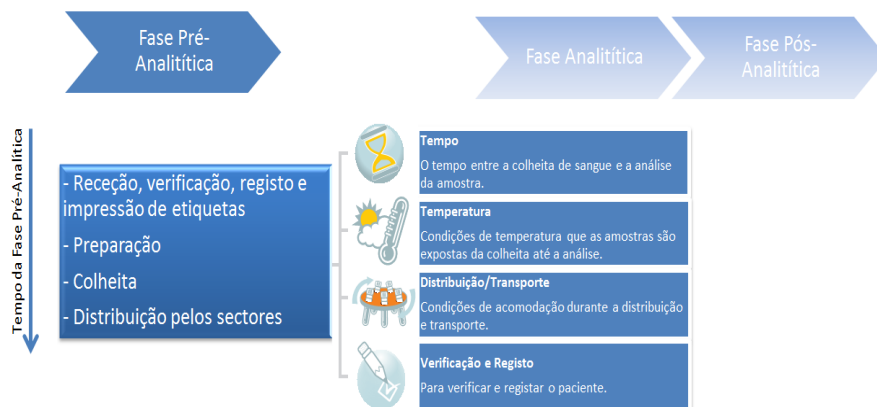 Fase Pré-
Analitítica
Fase Analitítica
Fase Pós-
Analitítica
Tempo da Fase Pré-Analítica
- Receção, verificação, registo e
impressão de etiquetas
- Preparação
- Colheita
- Distribuição pelos sectores
Tempo
O tempo entre a colheita de sangue e a análise
da amostra.
Temperatura
Condições de temperatura que as amostras são
expostas da colheita até a análise.
Distribuição/Transporte
Condições de acomodação durante a distribuição
e transporte.
Verificação e Registo
Para verificar e registar o paciente.